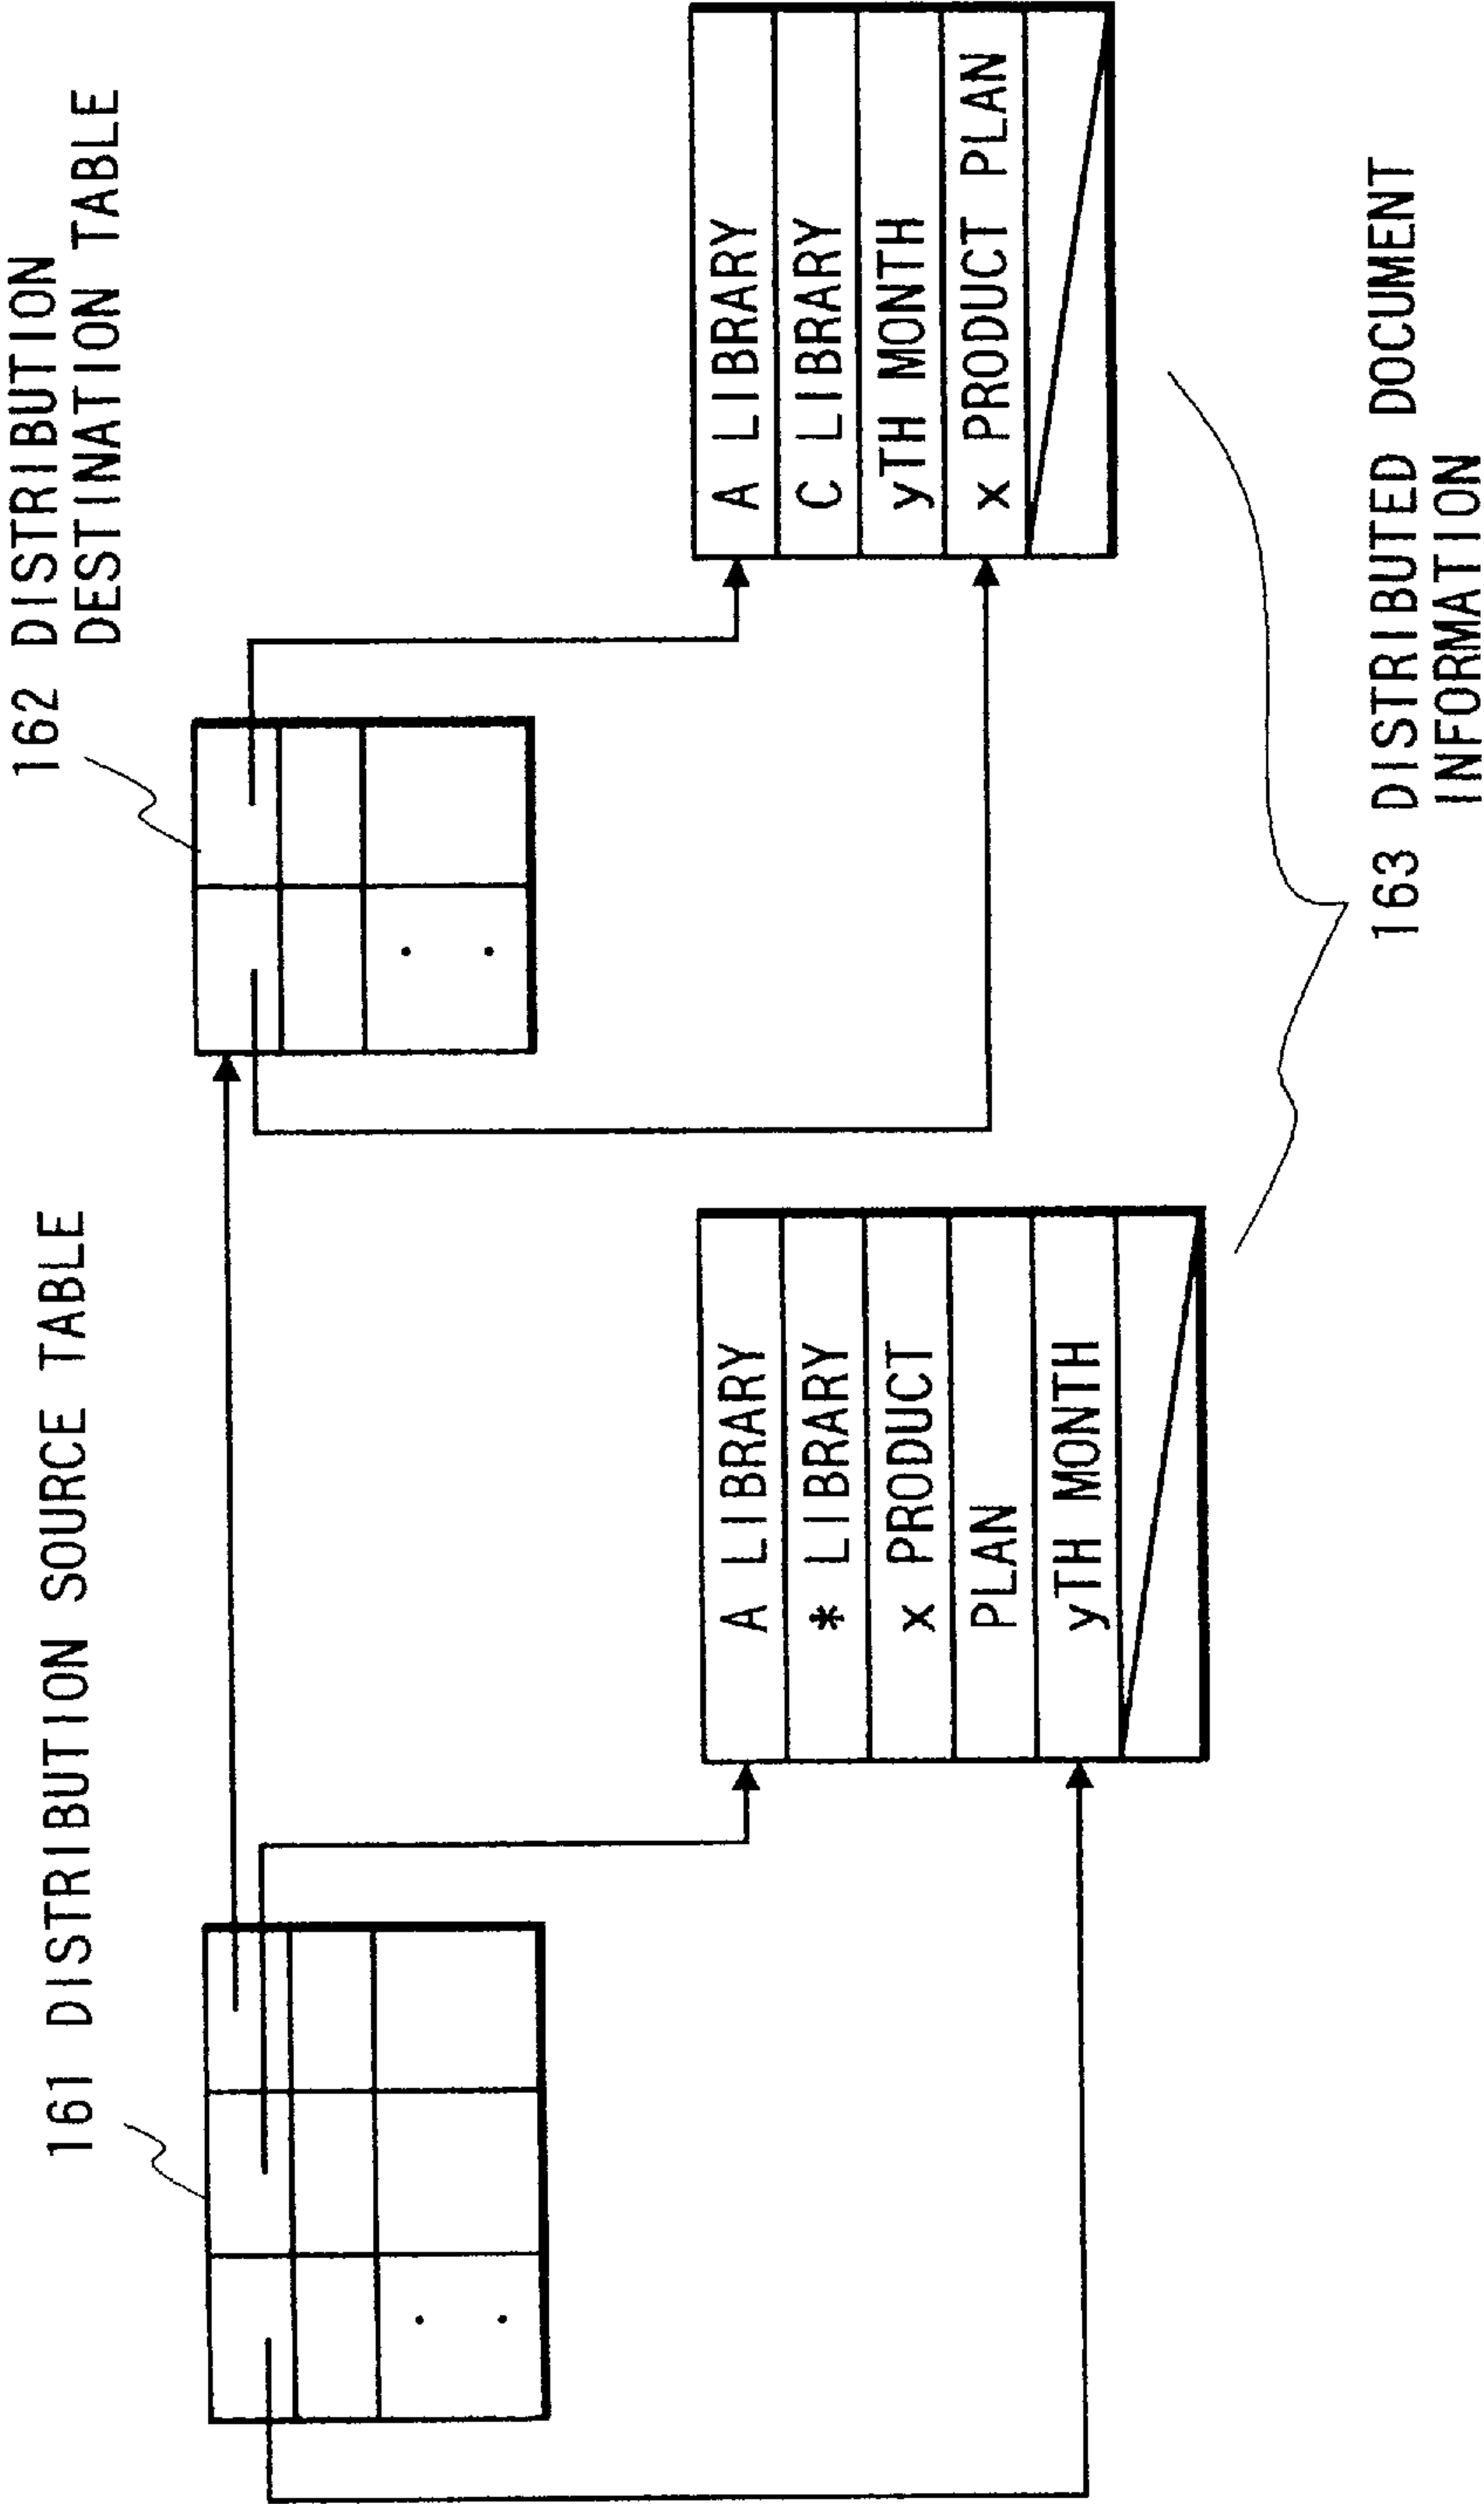 161 DISTRIBUTION SOURCE TABLE
162 DISTRIBUTION
DESTINATION TABLE
A LIBRARY
* LIBRARY
x PRODUCT
PLAN
yTH MONTH
A LIBRARY
C LIBRARY
yTH MONTH
x PRODUCT PLAN
163 DISTRIBUTED DOCUMENT
INFORMATION